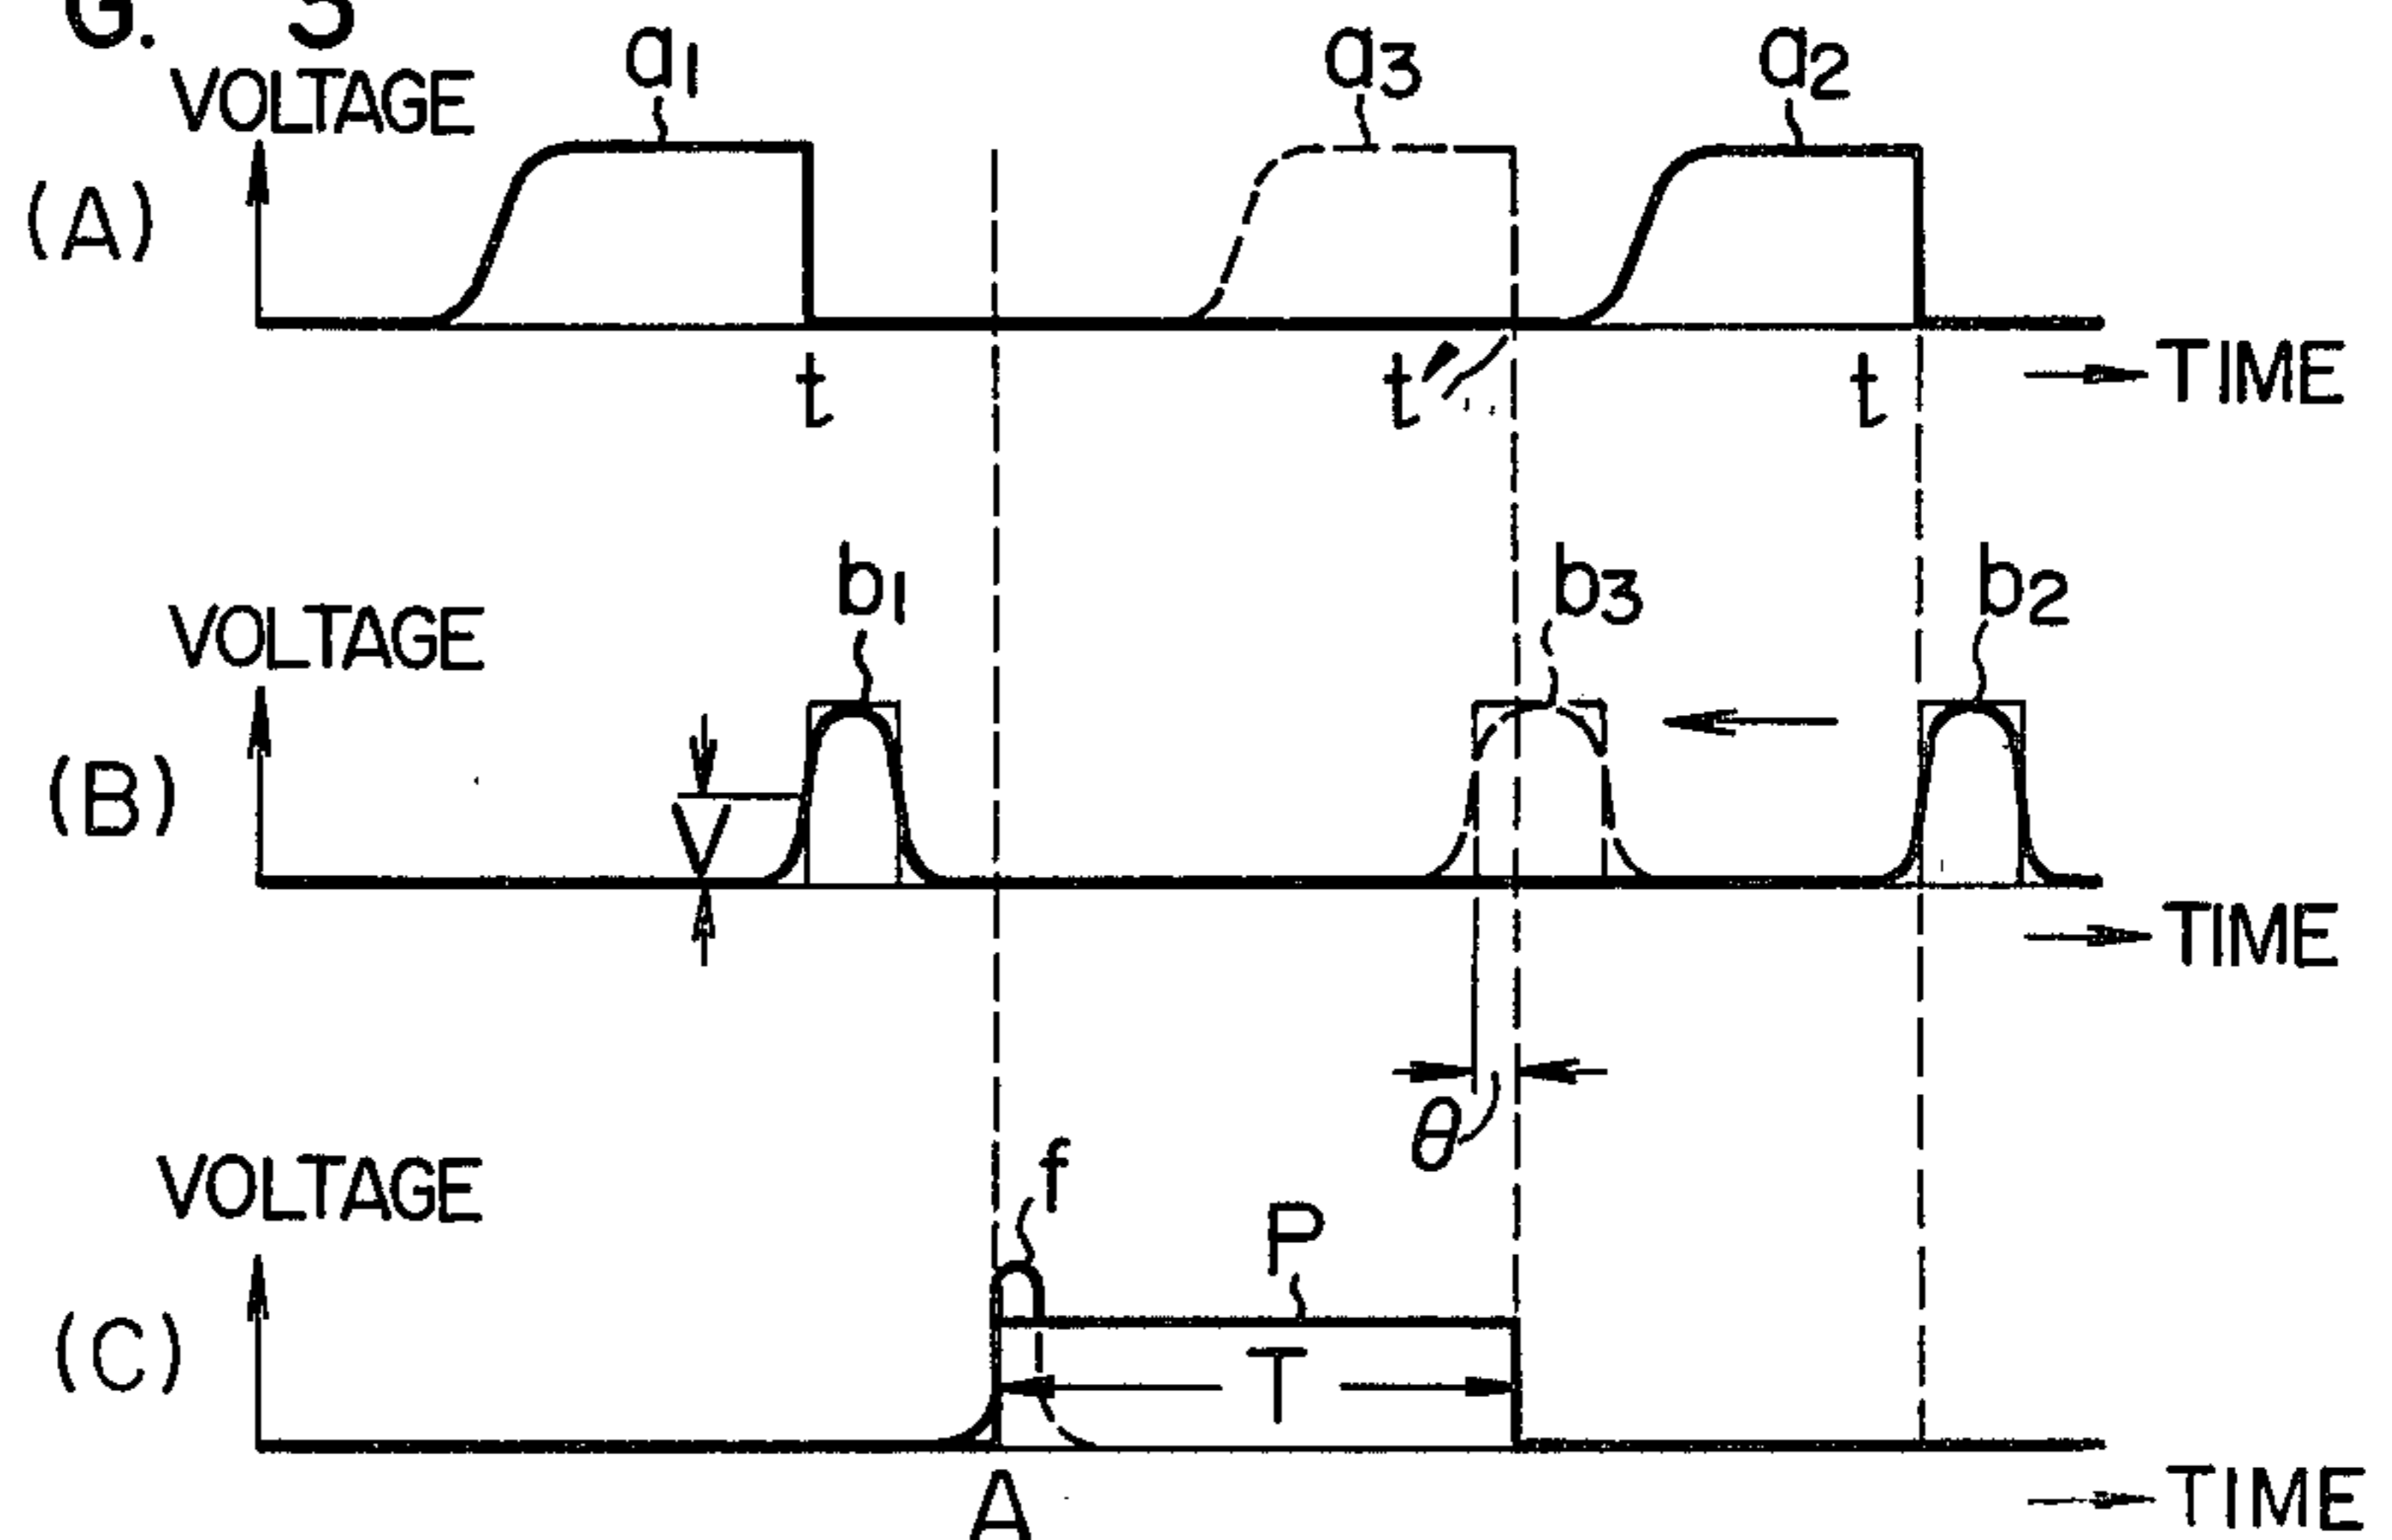 G. 3
VOLTAGE
a1
a3
a2
(A)
t
t''
t
TIME
VOLTAGE
b1
b3
b2
(B)
V
TIME
θ
VOLTAGE
f
P
(C)
T
A
TIME